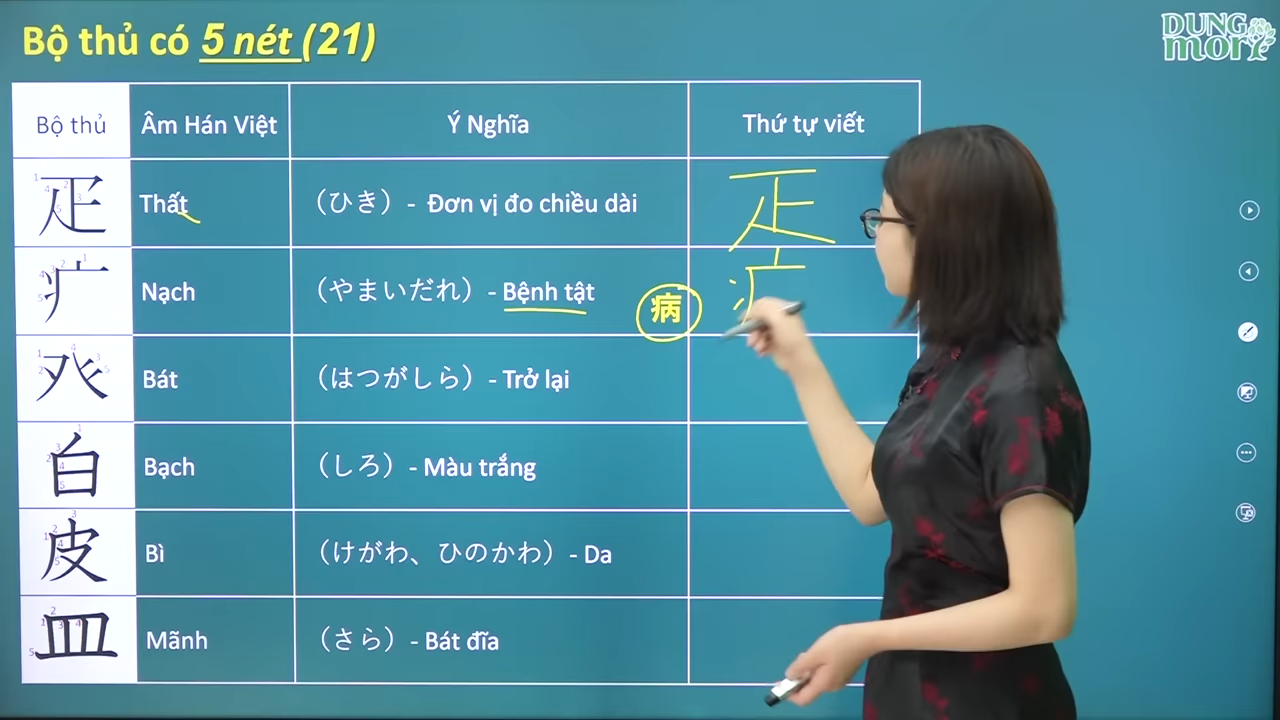 Bộ thủ có 5 nét (21)
DUNG
mori
Bộ thủ Âm Hán Việt Ý Nghĩa Thứ tự viết
疋 Thất （ひき）- Đơn vị đo chiều dài 疋
疒 Nạch （やまいだれ）- Bệnh tật 病 疒
癶 Bát （はつがしら）- Trở lại
白 Bạch （しろ）- Màu trắng
皮 Bì （けがわ、ひのかわ）- Da
皿 Mãnh （さら）- Bát đĩa